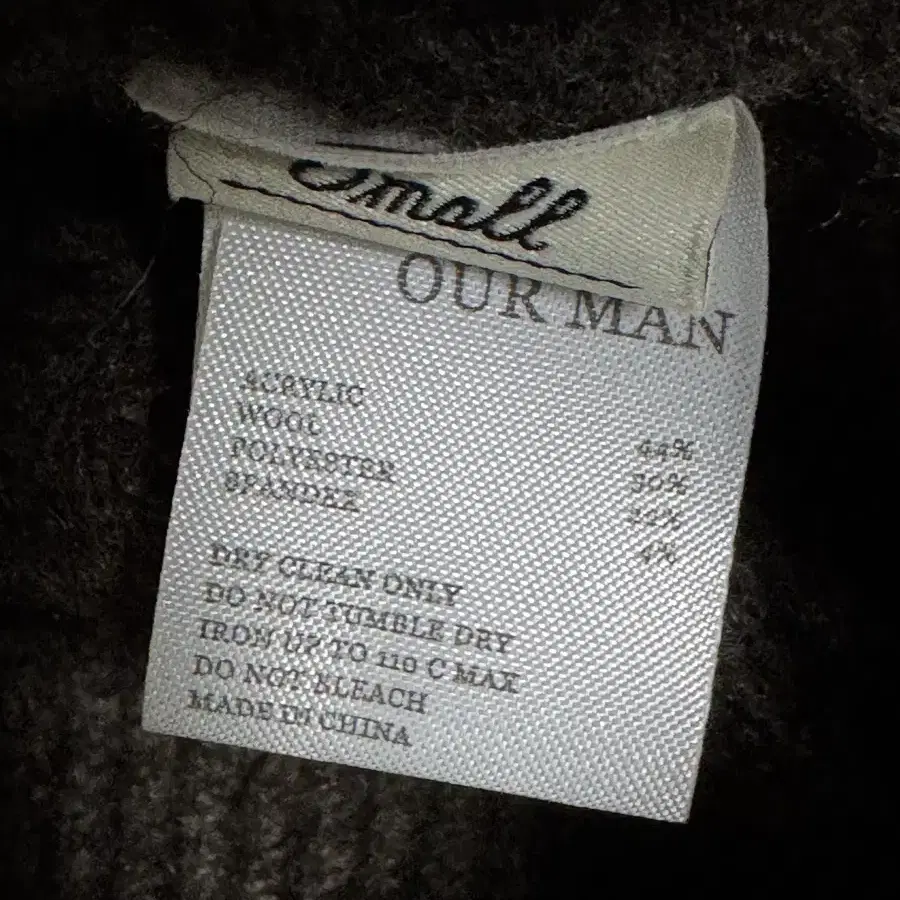 Small
OUR MAN
ACRYLIC 44%
WOOL 30%
POLYESTER 22%
SPANDEX 4%
DRY CLEAN ONLY
DO NOT TUMBLE DRY
IRON UP TO 110 C MAX
DO NOT BLEACH
MADE IN CHINA